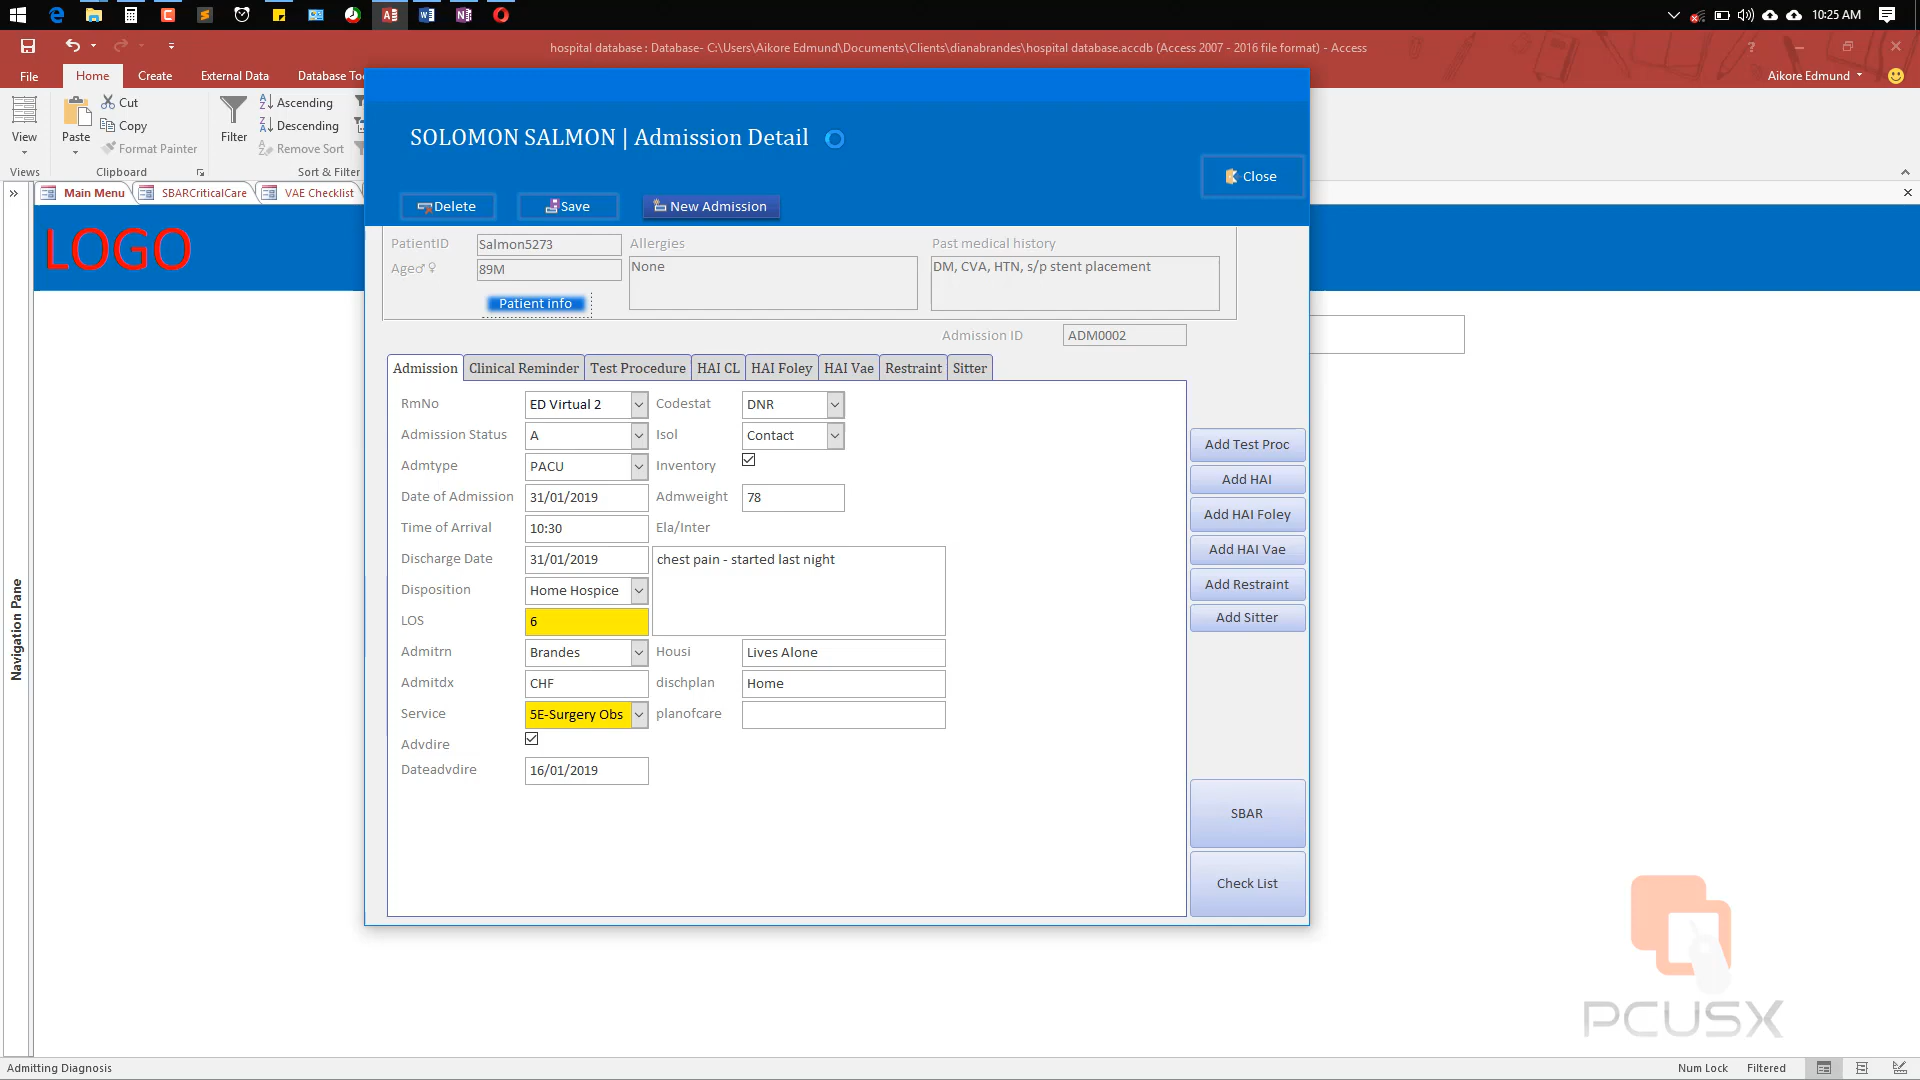 10:25 AM
hospital database : Database- C:\Users\Aikore Edmund\Documents\Clients\dianabrandes\hospital database.accdb (Access 2007 - 2016 file format) - Access
File Home Create External Data Database Too
Aikore Edmund
View
Paste
Cut
Copy
Format Painter
Filter
Ascending
Descending
Remove Sort
Views
Clipboard
Sort & Filter
Main Menu SBARCriticalCare VAE Checklist
LOGO
Navigation Pane
SOLOMON SALMON | Admission Detail
Close
Delete Save New Admission
PatientID Salmon5273 Allergies Past medical history
Age♂♀ 89M None DM, CVA, HTN, s/p stent placement
Patient info
Admission ID ADM0002
Admission Clinical Reminder Test Procedure HAI CL HAI Foley HAI Vae Restraint Sitter
RmNo ED Virtual 2 Codestat DNR
Admission Status A Isol Contact
Admtype PACU Inventory
Date of Admission 31/01/2019 Admweight 78
Time of Arrival 10:30 Ela/Inter
Discharge Date 31/01/2019 chest pain - started last night
Disposition Home Hospice
LOS 6
Admitrn Brandes Housi Lives Alone
Admitdx CHF dischplan Home
Service 5E-Surgery Obs planofcare
Advdire
Dateadvdire 16/01/2019
Add Test Proc
Add HAI
Add HAI Foley
Add HAI Vae
Add Restraint
Add Sitter
SBAR
Check List
PCUSX
Admitting Diagnosis
Num Lock Filtered